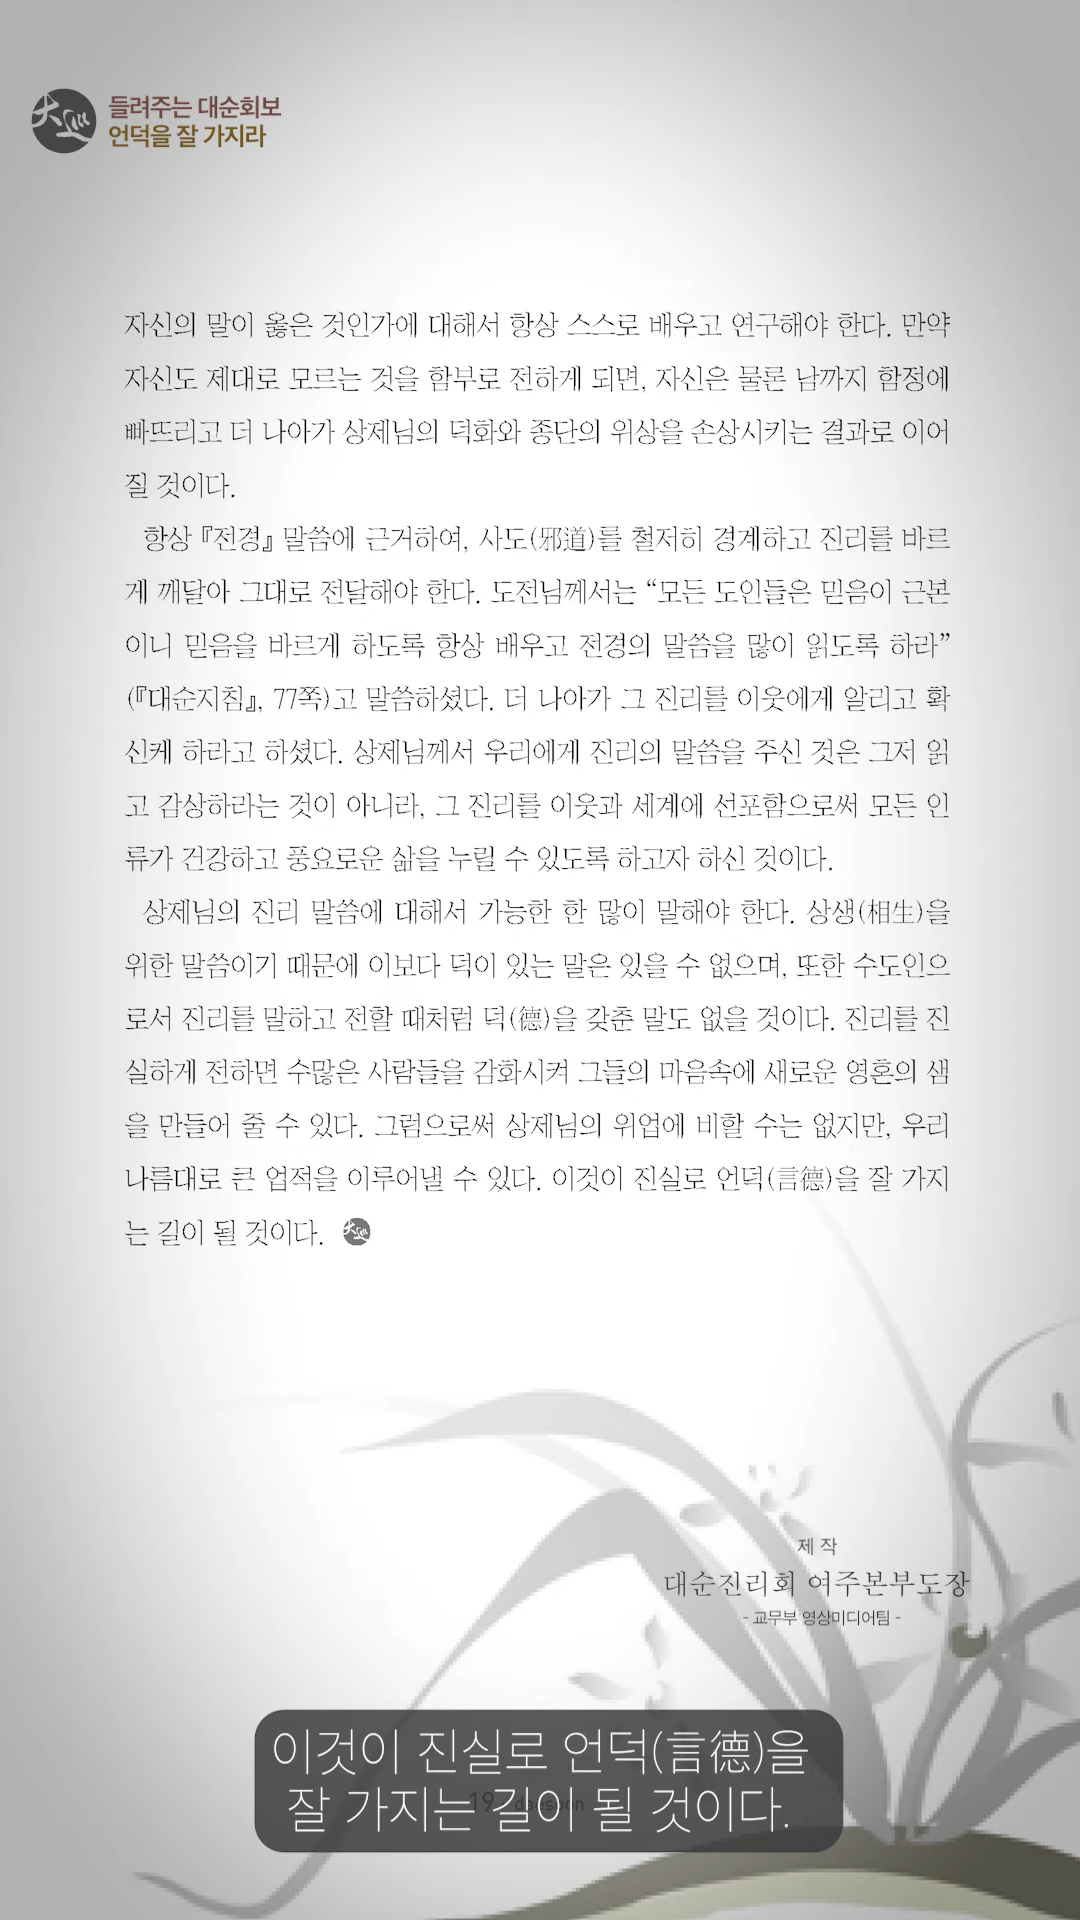 들려주는 대순회보
언덕을 잘 가지라
자신의 말이 옳은 것인가에 대해서 항상 스스로 배우고 연구해야 한다. 만약
자신도 제대로 모르는 것을 함부로 전하게 되면, 자신은 물론 남까지 함정에
빠뜨리고 더 나아가 상제님의 덕화와 종단의 위상을 손상시키는 결과로 이어
질 것이다.
항상 『전경』 말씀에 근거하여, 사도(邪道)를 철저히 경계하고 진리를 바르
게 깨달아 그대로 전달해야 한다. 도전님께서는 “모든 도인들은 믿음이 근본
이니 믿음을 바르게 하도록 항상 배우고 전경의 말씀을 많이 읽도록 하라”
(『대순지침』, 77쪽)고 말씀하셨다. 더 나아가 그 진리를 이웃에게 알리고 확
신케 하라고 하셨다. 상제님께서 우리에게 진리의 말씀을 주신 것은 그저 읽
고 감상하라는 것이 아니라, 그 진리를 이웃과 세계에 선포함으로써 모든 인
류가 건강하고 풍요로운 삶을 누릴 수 있도록 하고자 하신 것이다.
상제님의 진리 말씀에 대해서 가능한 한 많이 말해야 한다. 상생(相生)을
위한 말씀이기 때문에 이보다 덕이 있는 말은 있을 수 없으며, 또한 수도인으
로서 진리를 말하고 전할 때처럼 덕(德)을 갖춘 말도 없을 것이다. 진리를 진
실하게 전하면 수많은 사람들을 감화시켜 그들의 마음속에 새로운 영혼의 샘
을 만들어 줄 수 있다. 그럼으로써 상제님의 위업에 비할 수는 없지만, 우리
나름대로 큰 업적을 이루어낼 수 있다. 이것이 진실로 언덕(言德)을 잘 가지
는 길이 될 것이다.
제 작
대순진리회 여주본부도장
- 교무부 영상미디어팀 -
이것이 진실로 언덕(言德)을
잘 가지는 길이 될 것이다.